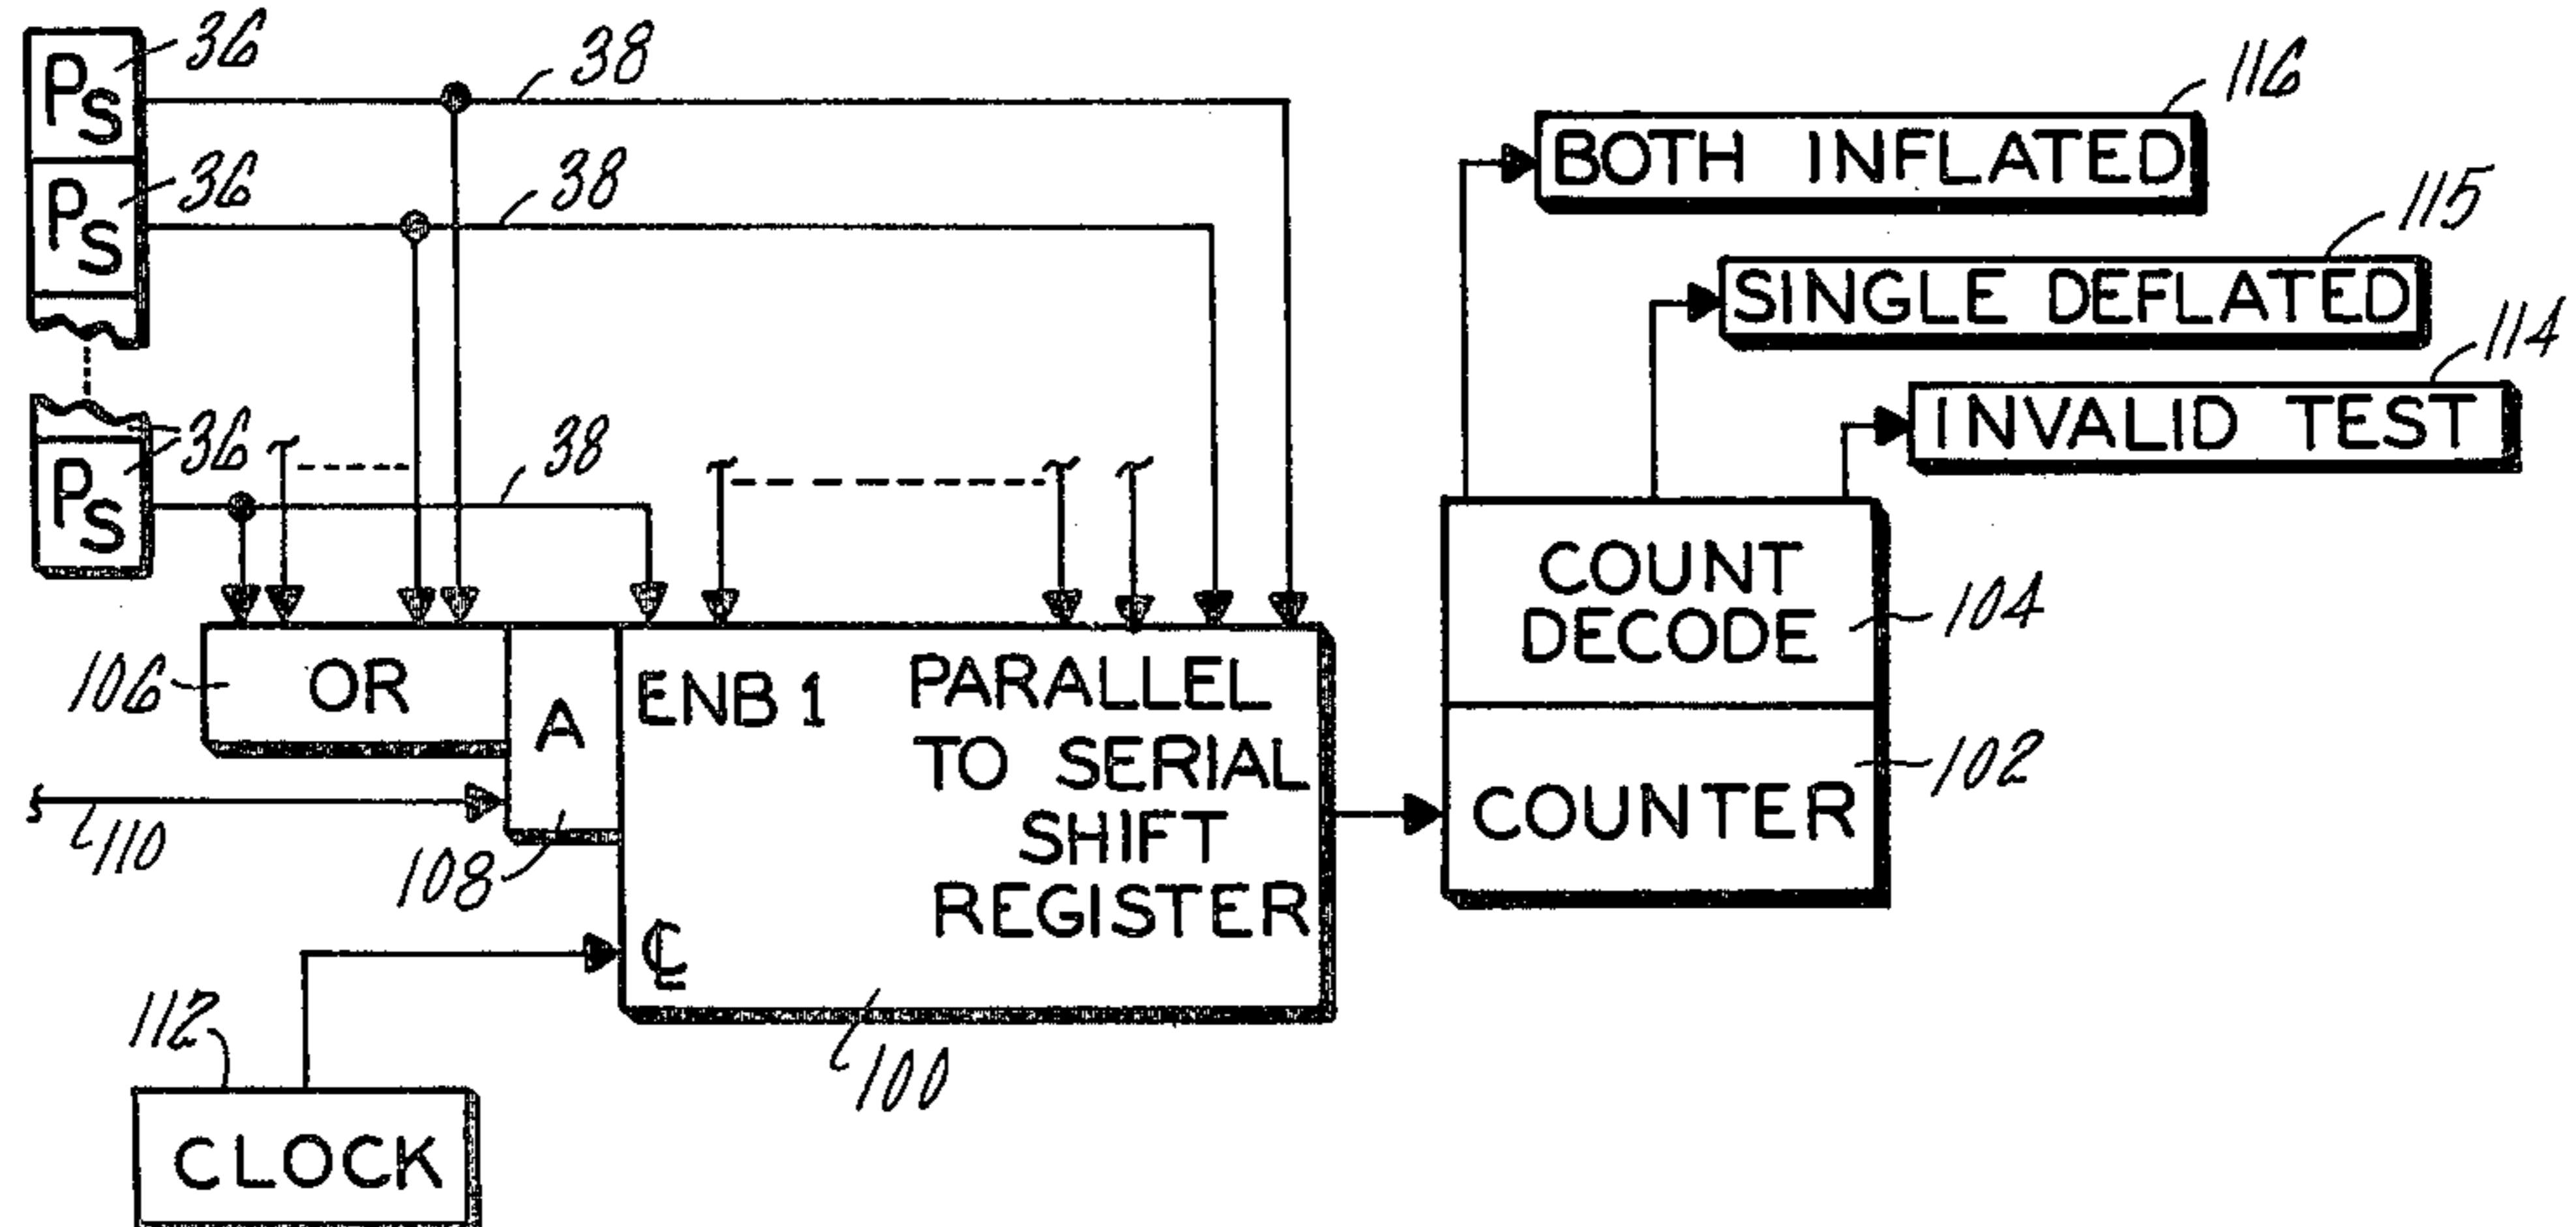 36
PS
38
116
BOTH INFLATED
36
PS
38
115
SINGLE DEFLATED
114
INVALID TEST
36
PS
38
COUNT
DECODE
104
106
OR
A
ENB 1
PARALLEL
TO SERIAL
SHIFT
REGISTER
COUNTER
102
110
108
CL
112
100
CLOCK